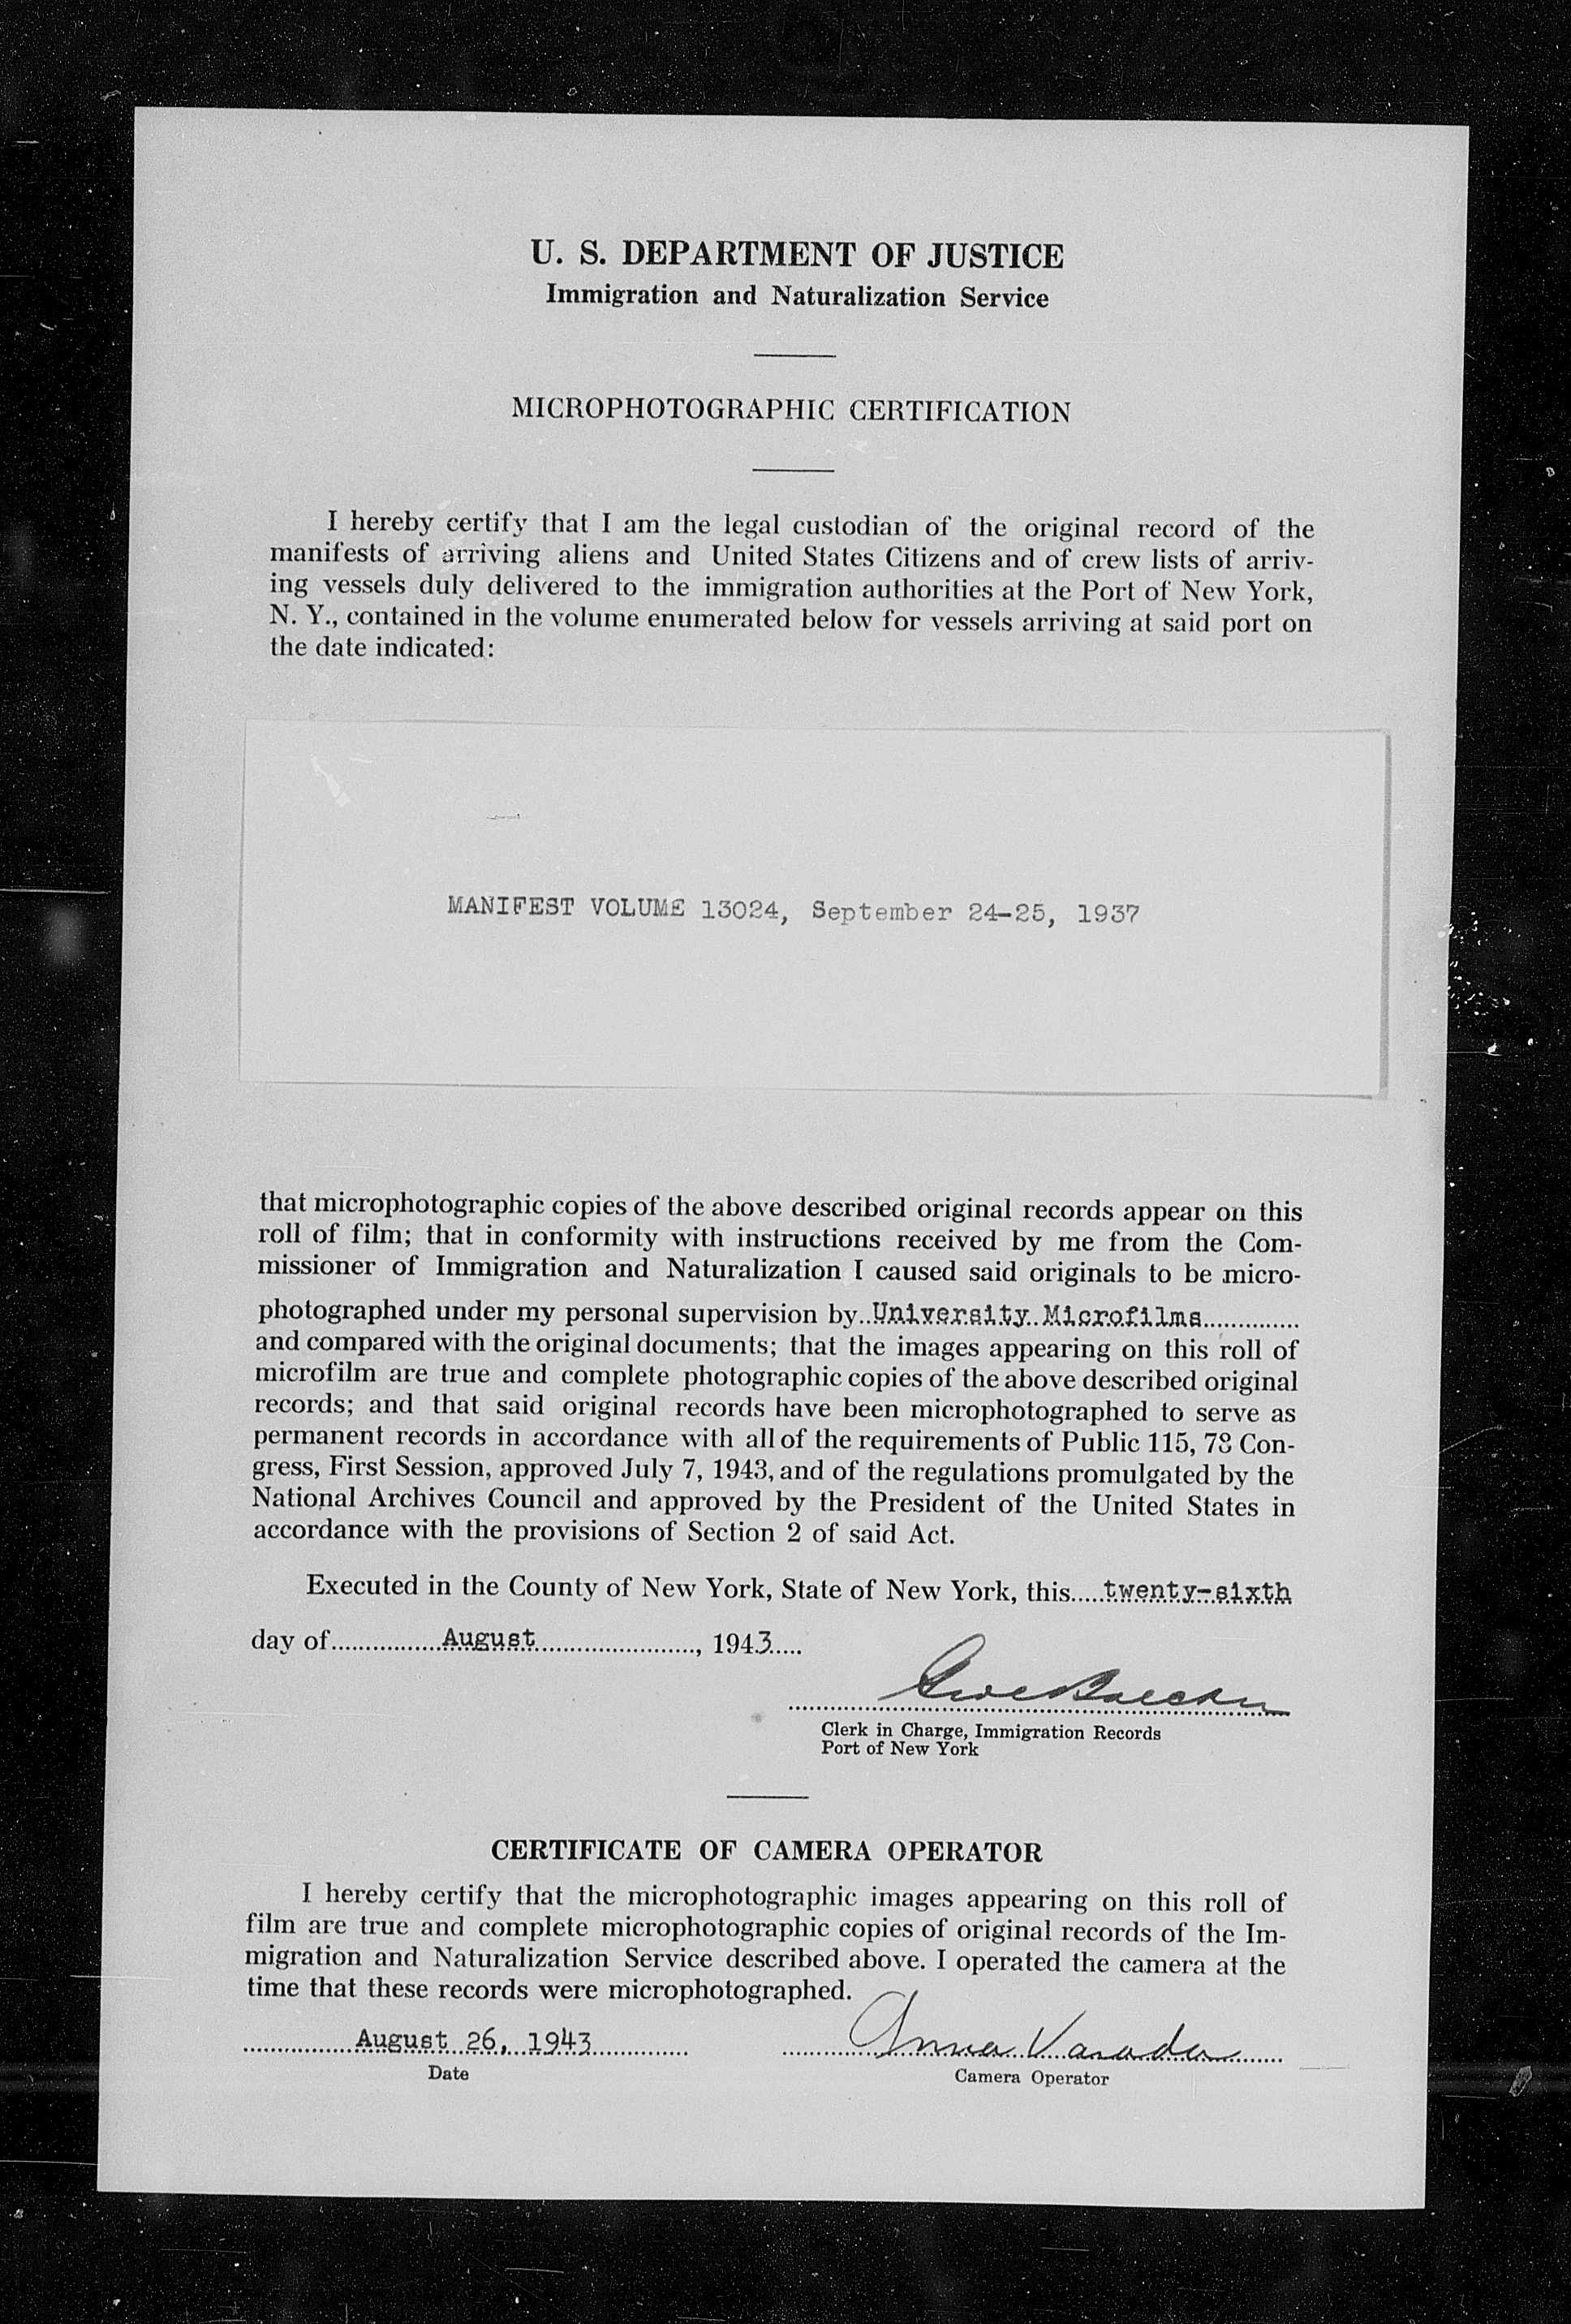 U. S. DEPARTMENT OF JUSTICE
Immigration and Naturalization Service
MICROPHOTOGRAPHIC CERTIFICATION
I hereby certify that I am the legal custodian of the original record of the
manifests of arriving aliens and United States Citizens and of crew lists of arriv-
ing vessels duly delivered to the immigration authorities at the Port of New York,
N. Y., contained in the volume enumerated below for vessels arriving at said port on
the date indicated:
MANIFEST VOLUME 13024, September 24-25, 1937
that microphotographic copies of the above described original records appear on this
roll of film; that in conformity with instructions received by me from the Com-
missioner of Immigration and Naturalization I caused said originals to be micro-
photographed under my personal supervision by..University Microfilms..............
and compared with the original documents; that the images appearing on this roll of
microfilm are true and complete photographic copies of the above described original
records; and that said original records have been microphotographed to serve as
permanent records in accordance with all of the requirements of Public 115, 78 Con-
gress, First Session, approved July 7, 1943, and of the regulations promulgated by the
National Archives Council and approved by the President of the United States in
accordance with the provisions of Section 2 of said Act.
Executed in the County of New York, State of New York, this.....twenty-sixth
day of.................August........................, 1943.....
Clerk in Charge, Immigration Records
Port of New York
CERTIFICATE OF CAMERA OPERATOR
I hereby certify that the microphotographic images appearing on this roll of
film are true and complete microphotographic copies of original records of the Im-
migration and Naturalization Service described above. I operated the camera at the
time that these records were microphotographed.
August 26, 1943 Anna Varada
Date Camera Operator